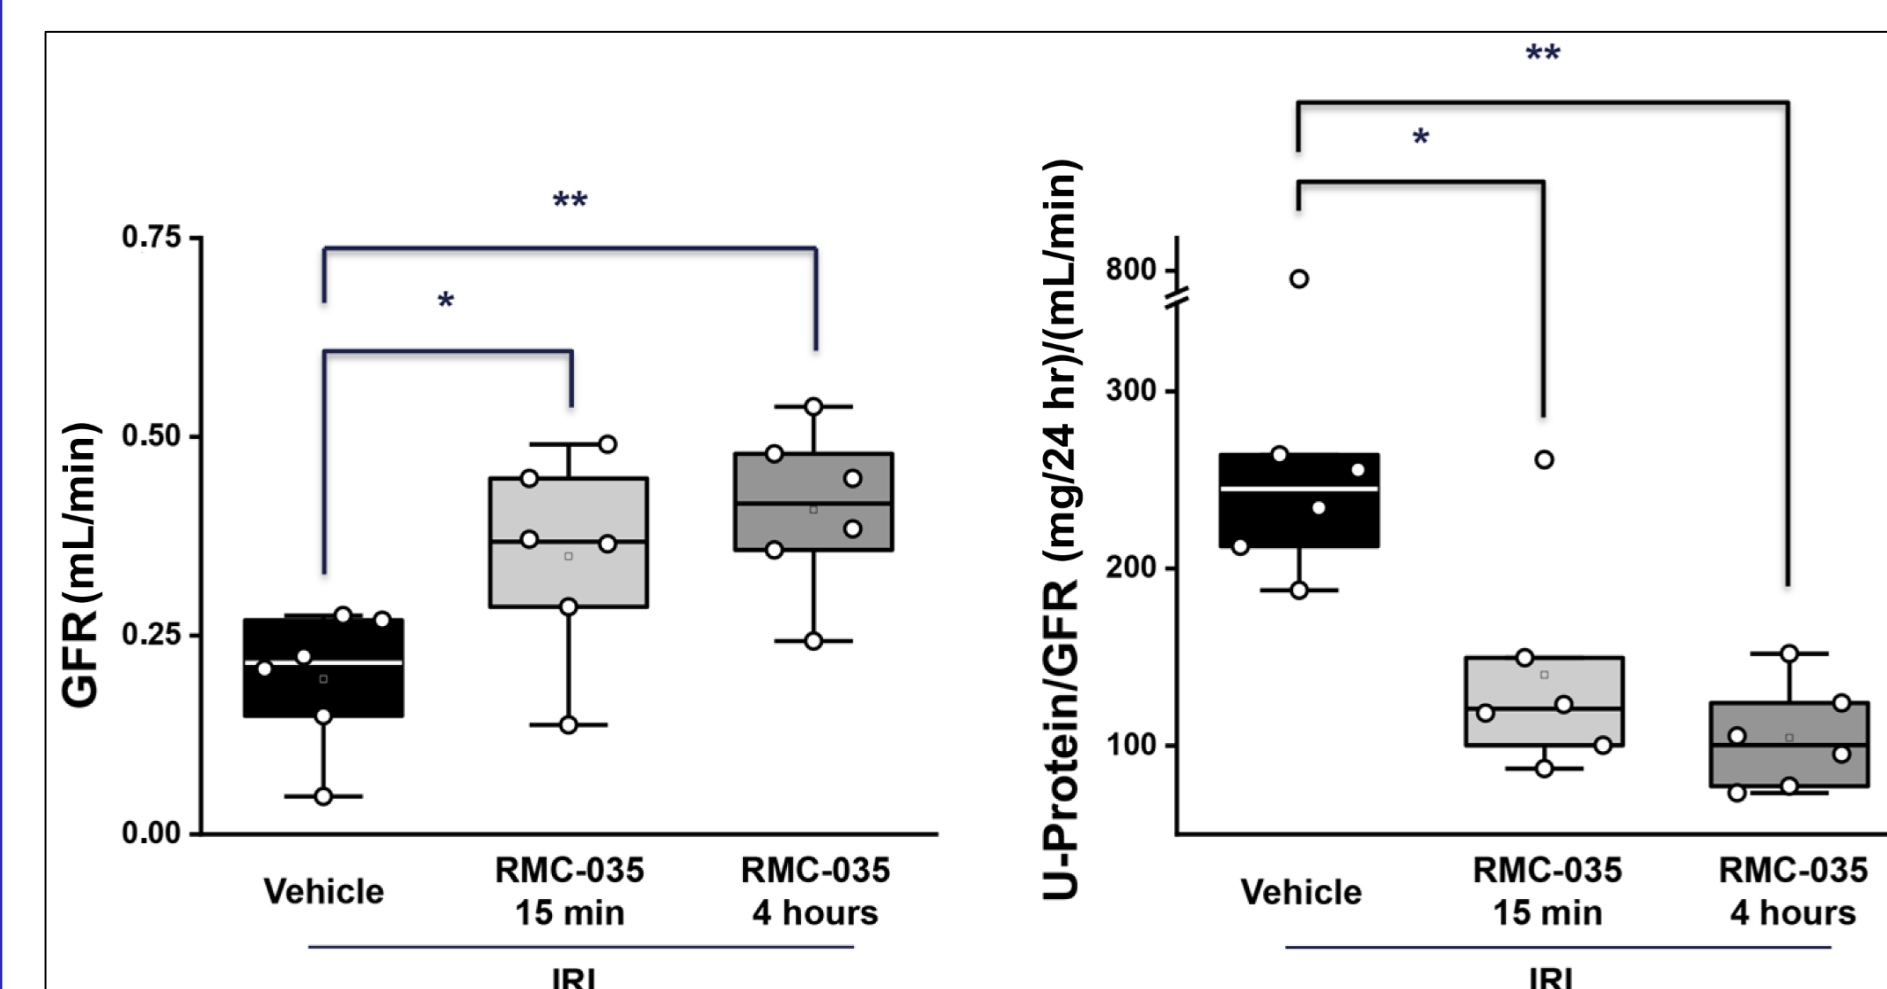 **
*
0.75
0.50
0.25
0.00
GFR (mL/min)
Vehicle
RMC-035
15 min
RMC-035
4 hours
IRI
**
*
800
300
200
100
U-Protein/GFR (mg/24 hr)/(mL/min)
Vehicle
RMC-035
15 min
RMC-035
4 hours
IRI